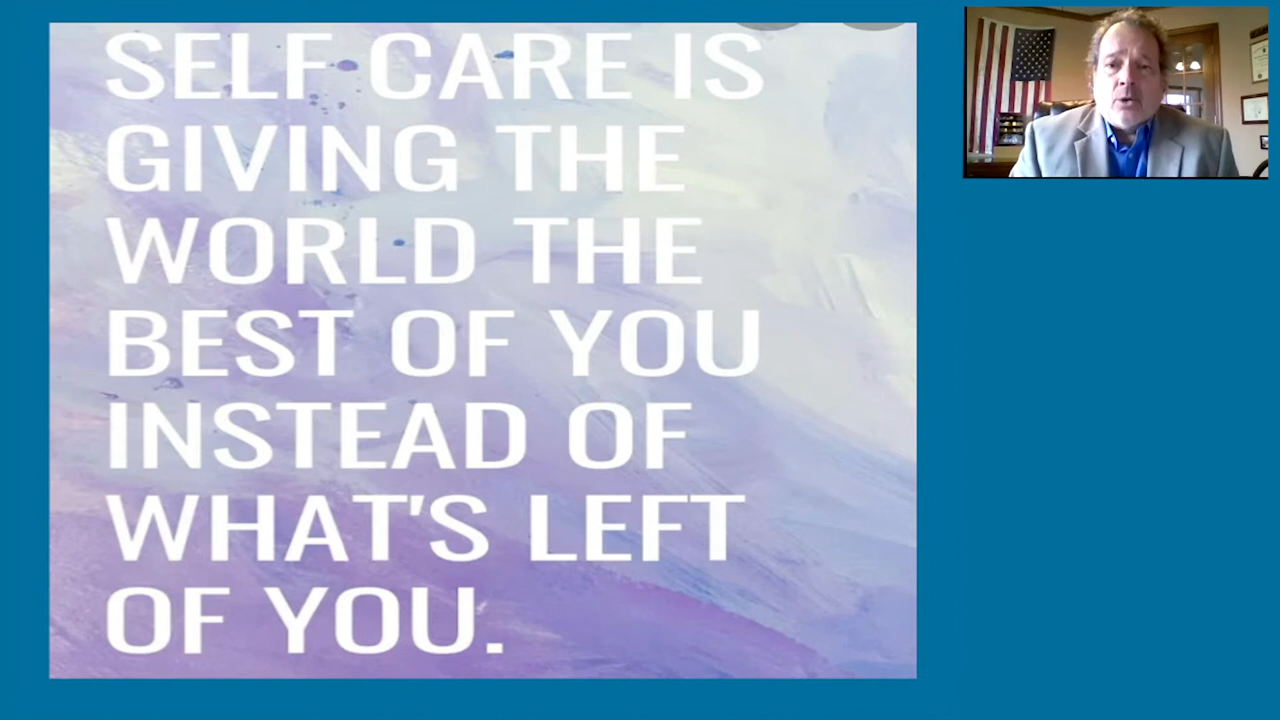 SELF CARE IS
GIVING THE
WORLD THE
BEST OF YOU
INSTEAD OF
WHAT'S LEFT
OF YOU.